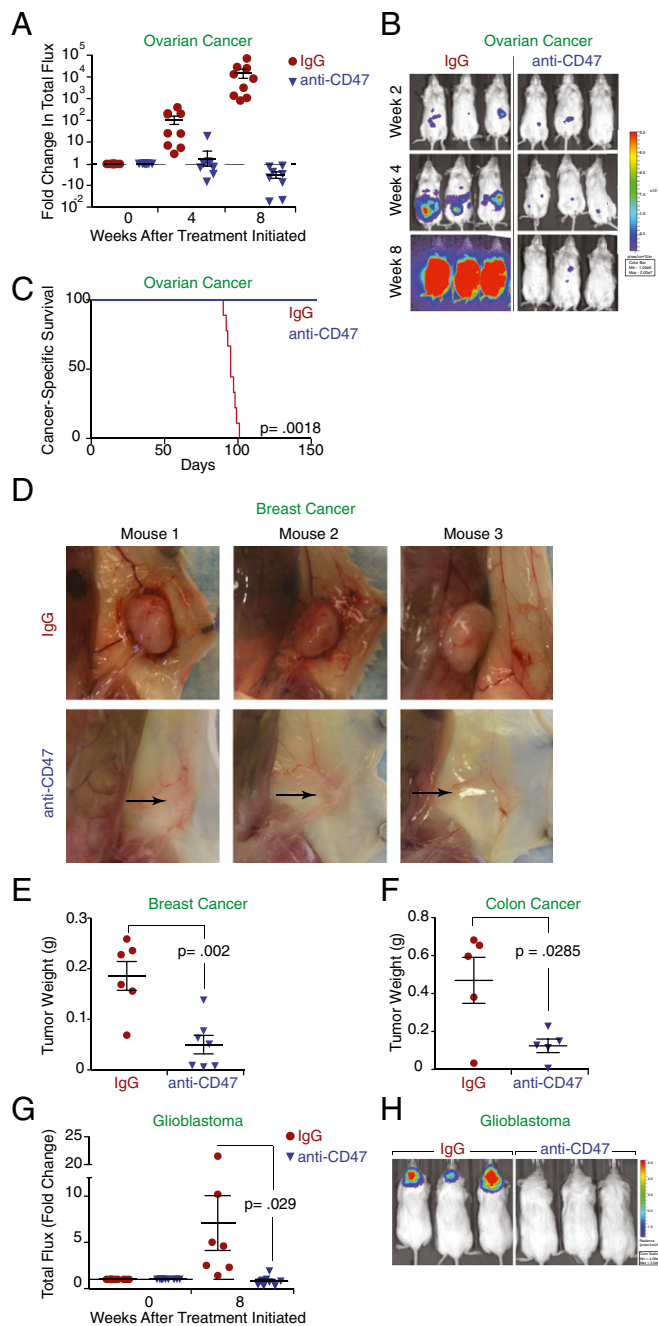 A
Ovarian Cancer
Fold Change In Total Flux
10^5
10^4
10^3
10^2
10
1
-10
10^2
IgG
anti-CD47
0
4
8
Weeks After Treatment Initiated
B
Ovarian Cancer
IgG
anti-CD47
Week 2
Week 4
Week 8
C
Ovarian Cancer
Cancer-Specific Survival
100
50
0
IgG
anti-CD47
p= .0018
0
50
100
150
Days
D
Breast Cancer
Mouse 1
Mouse 2
Mouse 3
IgG
anti-CD47
E
Breast Cancer
Tumor Weight (g)
0.3
0.2
0.1
0
p= .002
IgG
anti-CD47
F
Colon Cancer
Tumor Weight (g)
0.8
0.6
0.4
0.2
0
p= .0285
IgG
anti-CD47
G
Glioblastoma
Total Flux (Fold Change)
25
20
10
5
0
IgG
anti-CD47
p= .029
0
8
Weeks After Treatment Initiated
H
Glioblastoma
IgG
anti-CD47